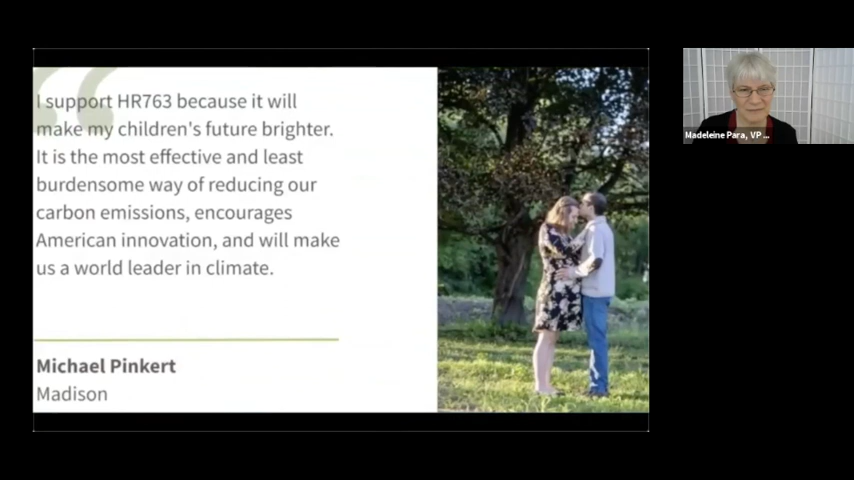 I support HR763 because it will
make my children's future brighter.
It is the most effective and least
burdensome way of reducing our
carbon emissions, encourages
American innovation, and will make
us a world leader in climate.
Michael Pinkert
Madison
Madeleine Para, VP ...